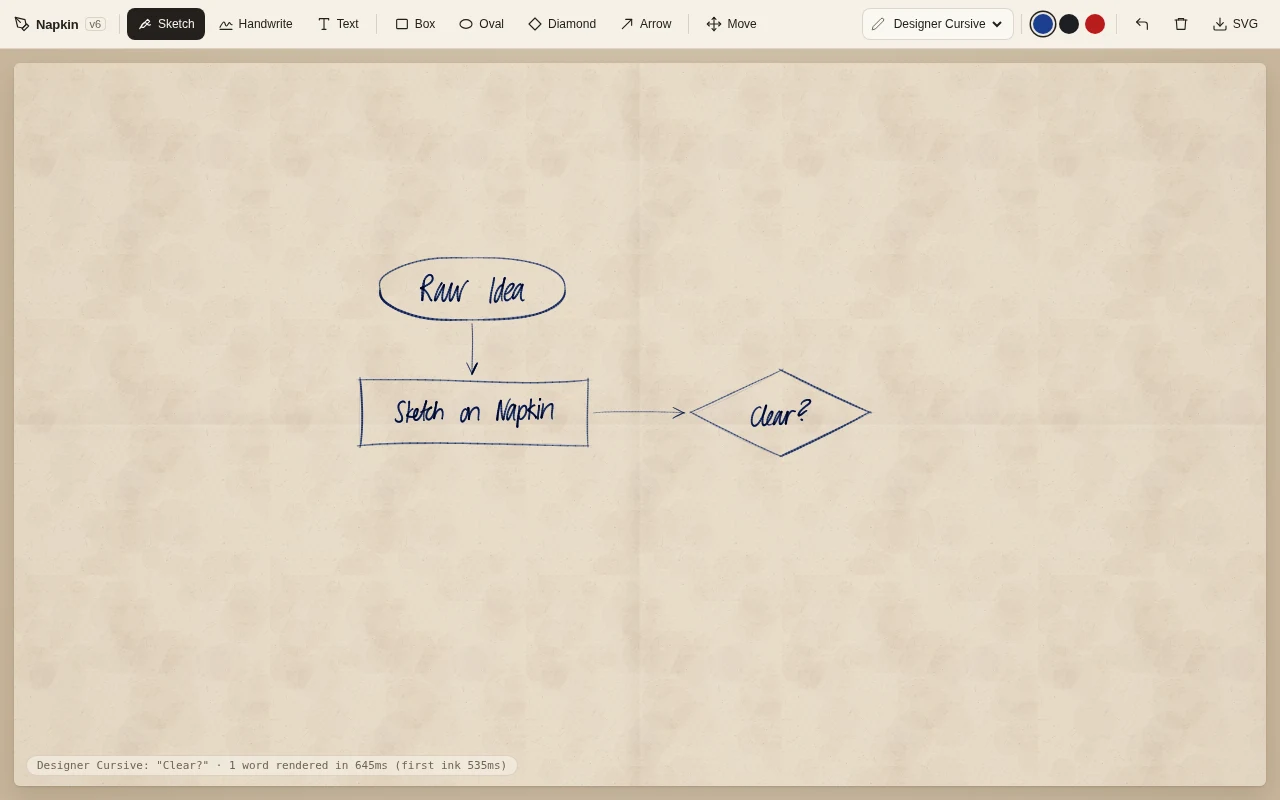 Napkin v6 Sketch Handwrite Text Box Oval Diamond Arrow Move Designer Cursive SVG
Raw Idea
Sketch on Napkin
Clear?
Designer Cursive: "Clear?" · 1 word rendered in 645ms (first ink 535ms)